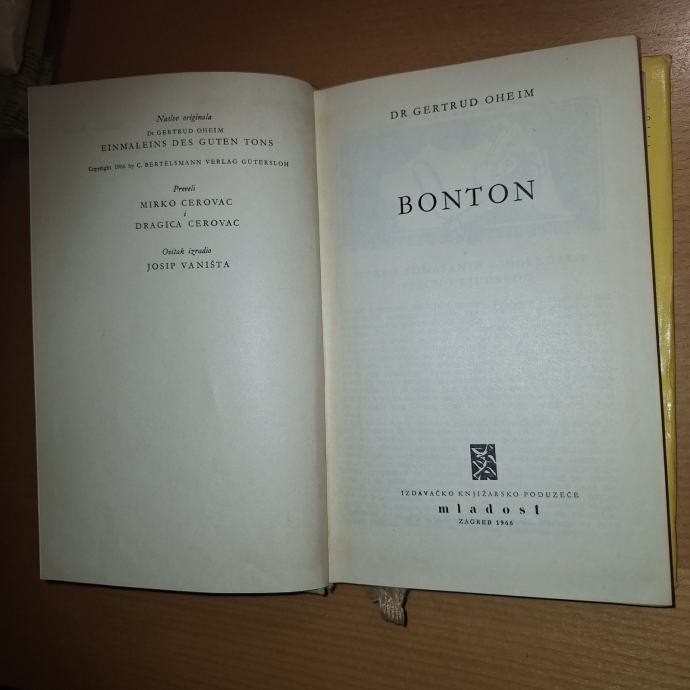 Naslov originala
Dr GERTRUD OHEIM
EINMALEINS DES GUTEN TONS
Copyright 1966 by C. BERTELSMANN VERLAG GÜTERSLOH
Preveli
MIRKO CEROVAC
i
DRAGICA CEROVAC
Ovitak izradio
JOSIP VANIŠTA
DR GERTRUD OHEIM
BONTON
IZDAVAČKO KNJIŽARSKO PODUZEĆE
mladost
ZAGREB 1966